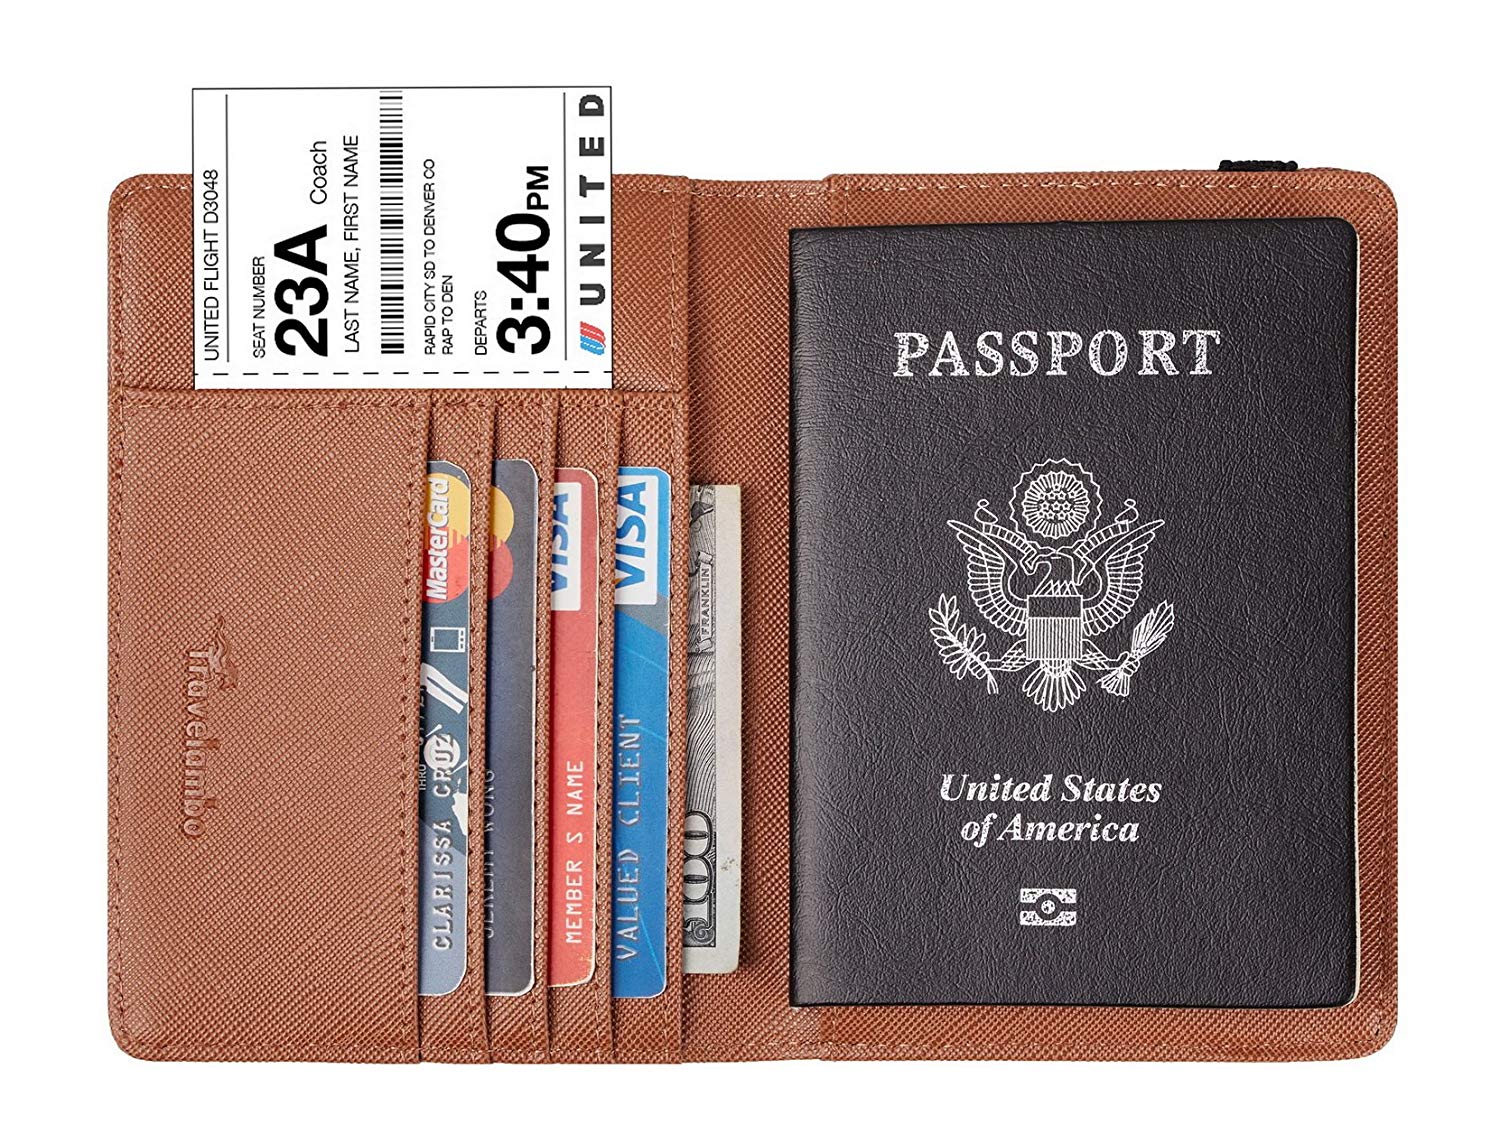 UNITED FLIGHT D3048
SEAT NUMBER
23A Coach
LAST NAME, FIRST NAME
RAPID CITY SD TO DENVER CO
RAP TO DEN
DEPARTS
3:40PM
UNITED
Travelambo
MasterCard
THRU
CLARISSA CRUZ
VISA
MEMBER S NAME
VISA
VALUED CLIENT
FRANKLIN
100
PASSPORT
United States
of America